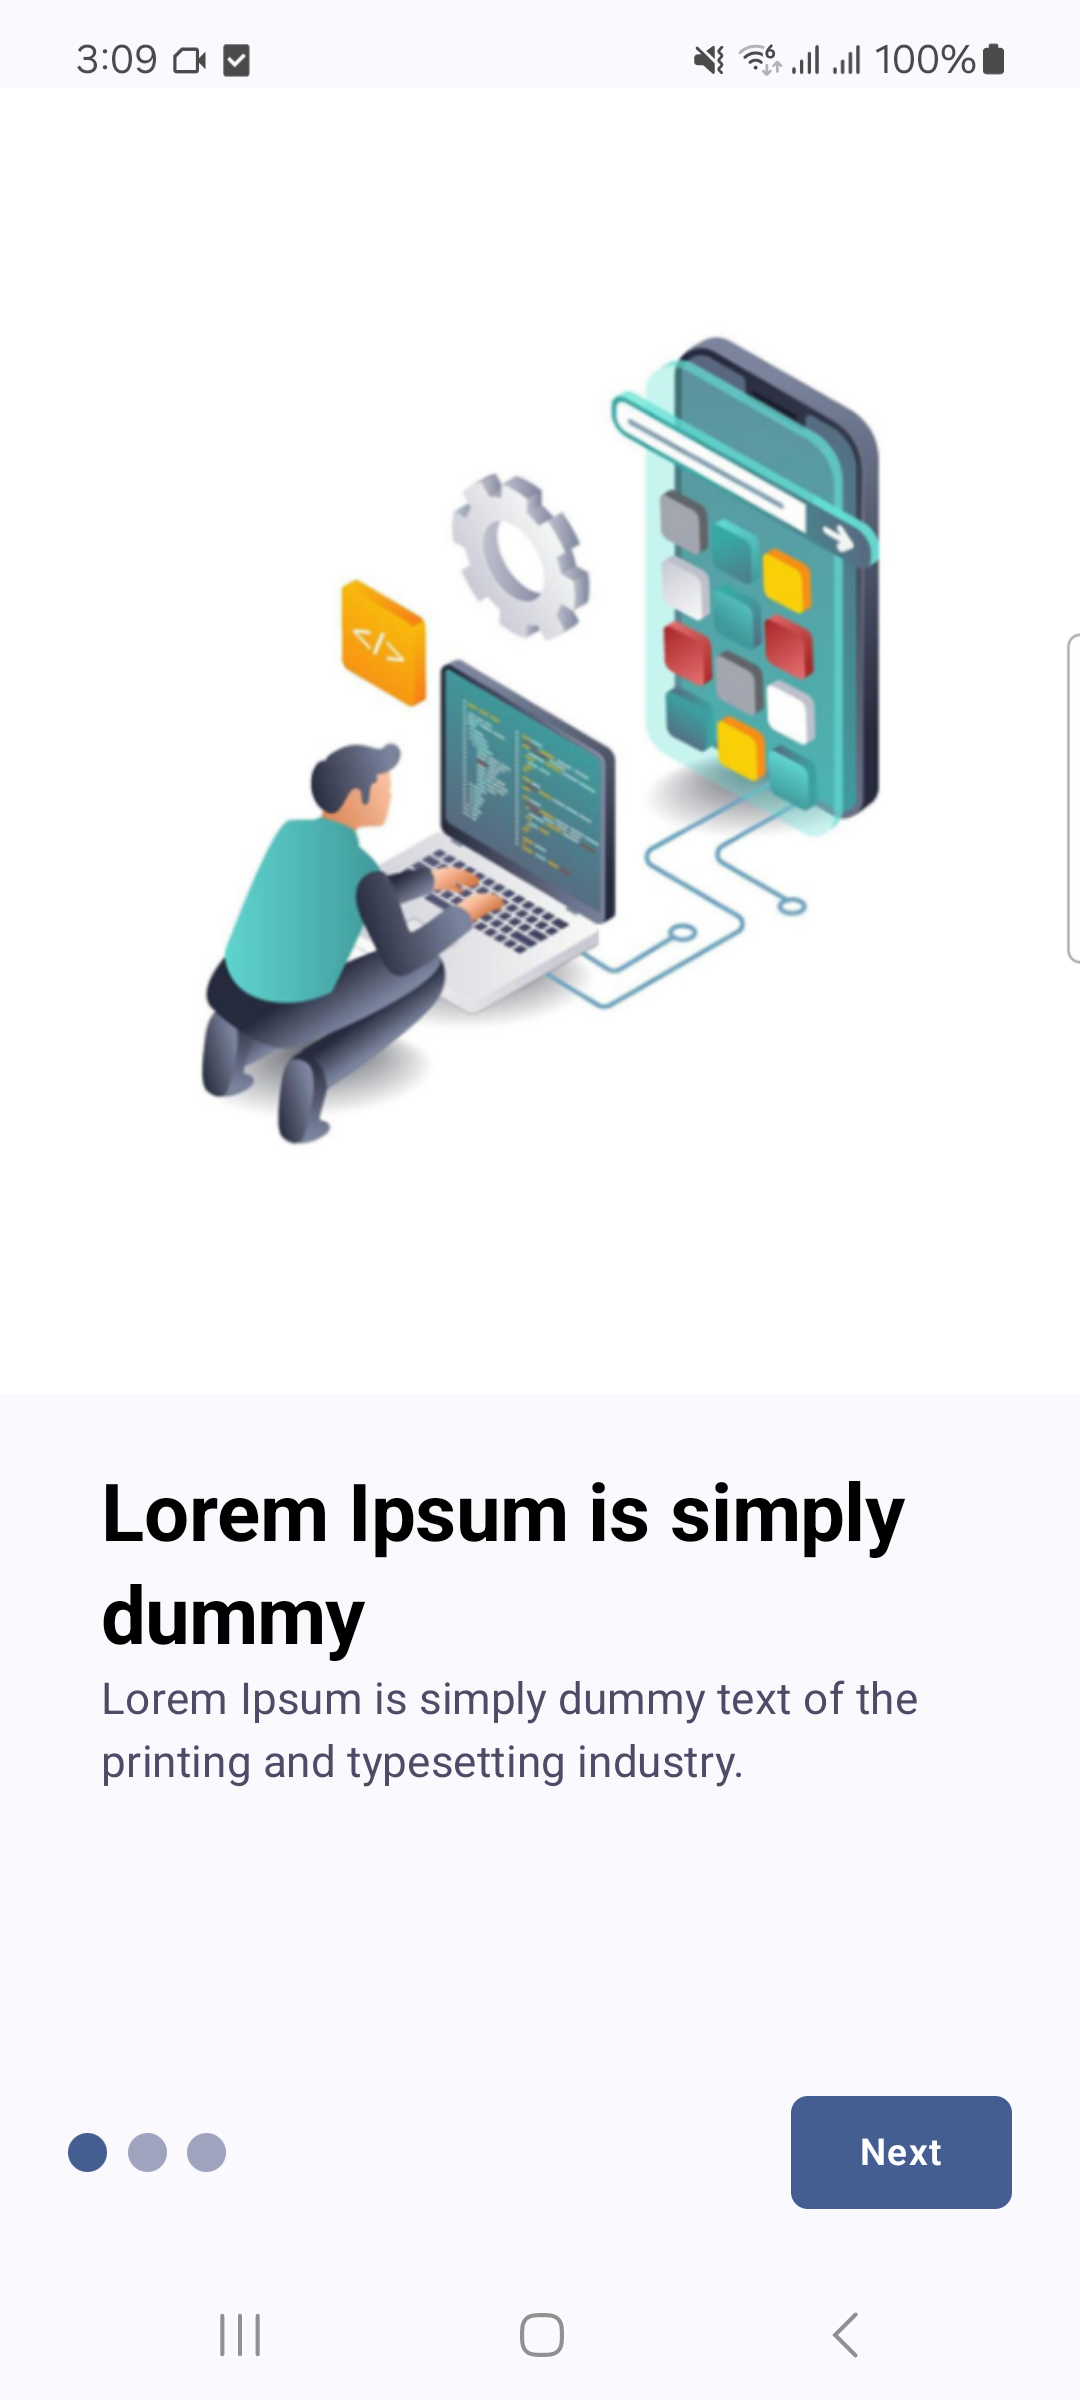 3:09
6
100%
</>
Lorem Ipsum is simply
dummy
Lorem Ipsum is simply dummy text of the
printing and typesetting industry.
Next